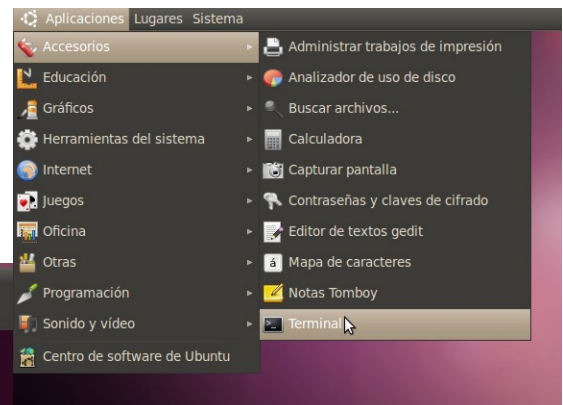 Aplicaciones Lugares Sistema
Accesorios
Educación
Gráficos
Herramientas del sistema
Internet
Juegos
Oficina
Otras
Programación
Sonido y vídeo
Centro de software de Ubuntu
Administrar trabajos de impresión
Analizador de uso de disco
Buscar archivos...
Calculadora
Capturar pantalla
Contraseñas y claves de cifrado
Editor de textos gedit
Mapa de caracteres
Notas Tomboy
Terminal